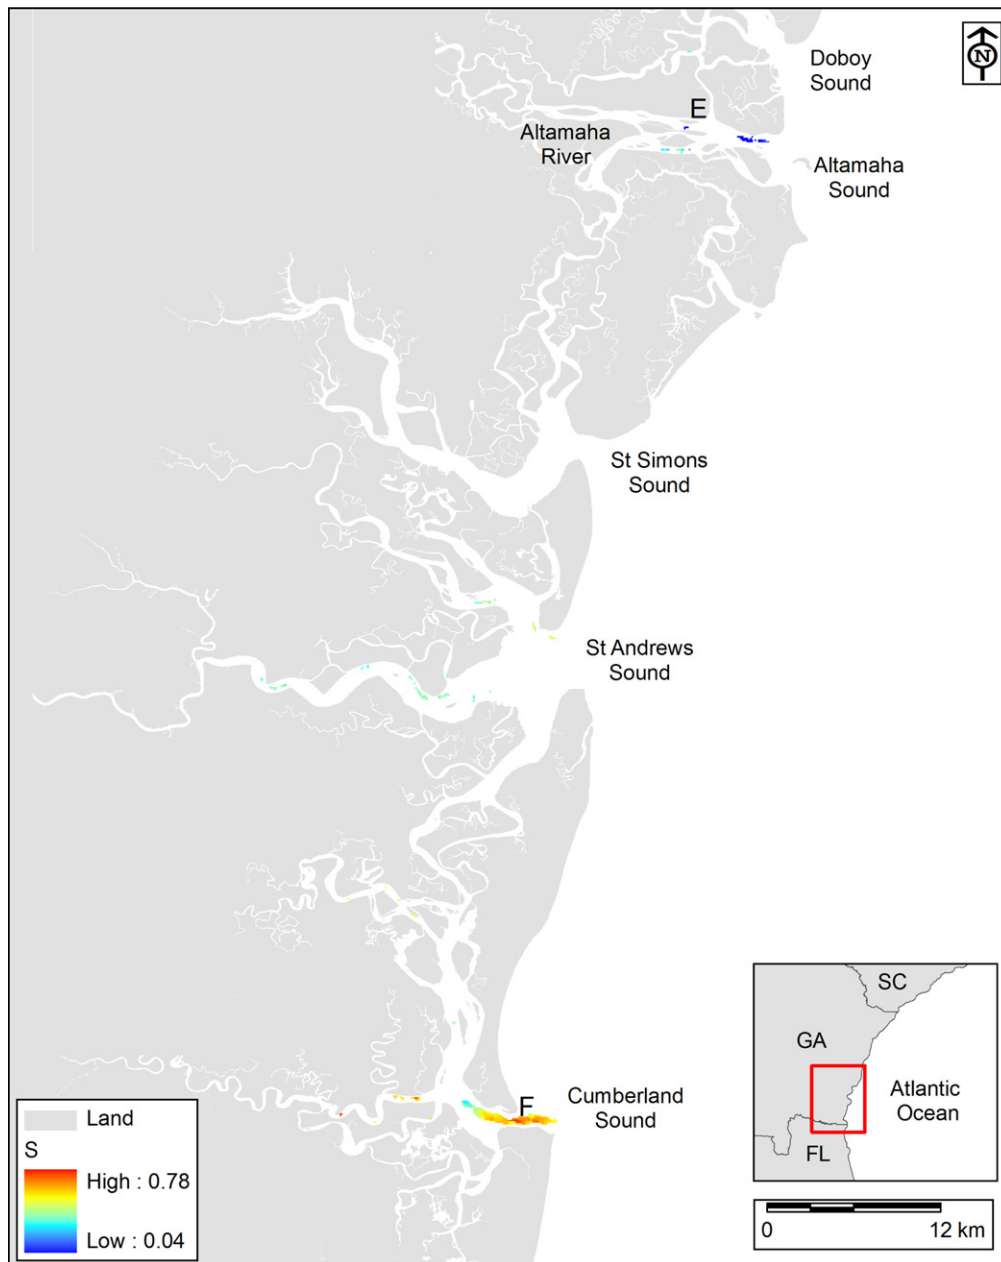 Doboy
Sound
N
E
Altamaha
River
Altamaha
Sound
St Simons
Sound
St Andrews
Sound
F
Cumberland
Sound
Land
S
High : 0.78
Low : 0.04
SC
GA
Atlantic
Ocean
FL
0 12 km